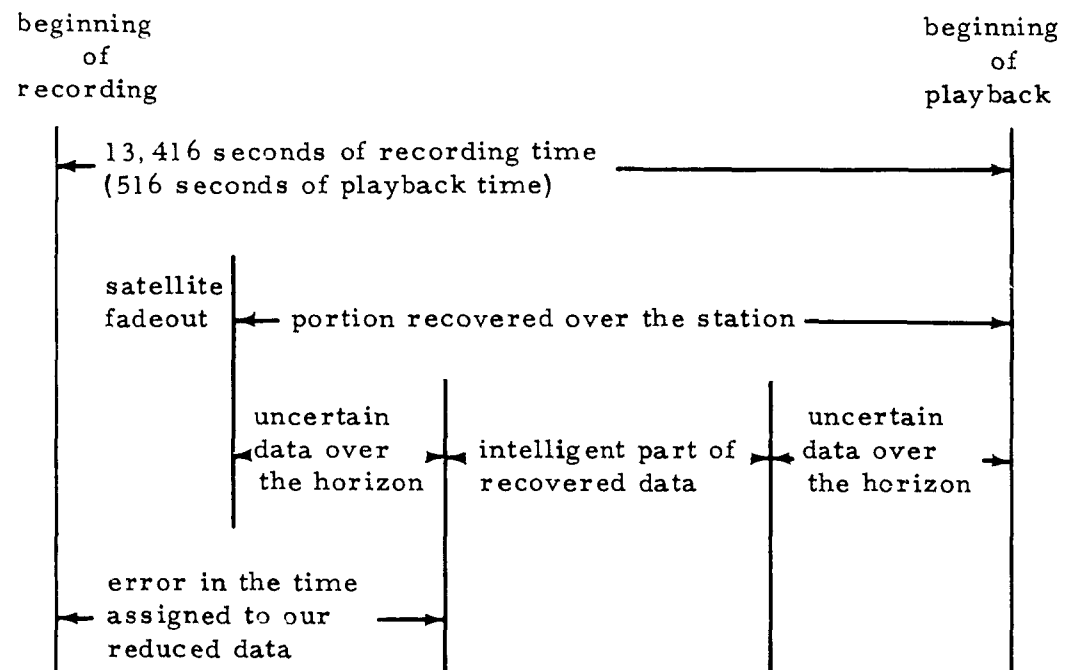 beginning
of
recording
beginning
of
playback
13,416 seconds of recording time
(516 seconds of playback time)
satellite
fadeout
portion recovered over the station
uncertain
data over
the horizon
intelligent part of
recovered data
uncertain
data over
the horizon
error in the time
assigned to our
reduced data